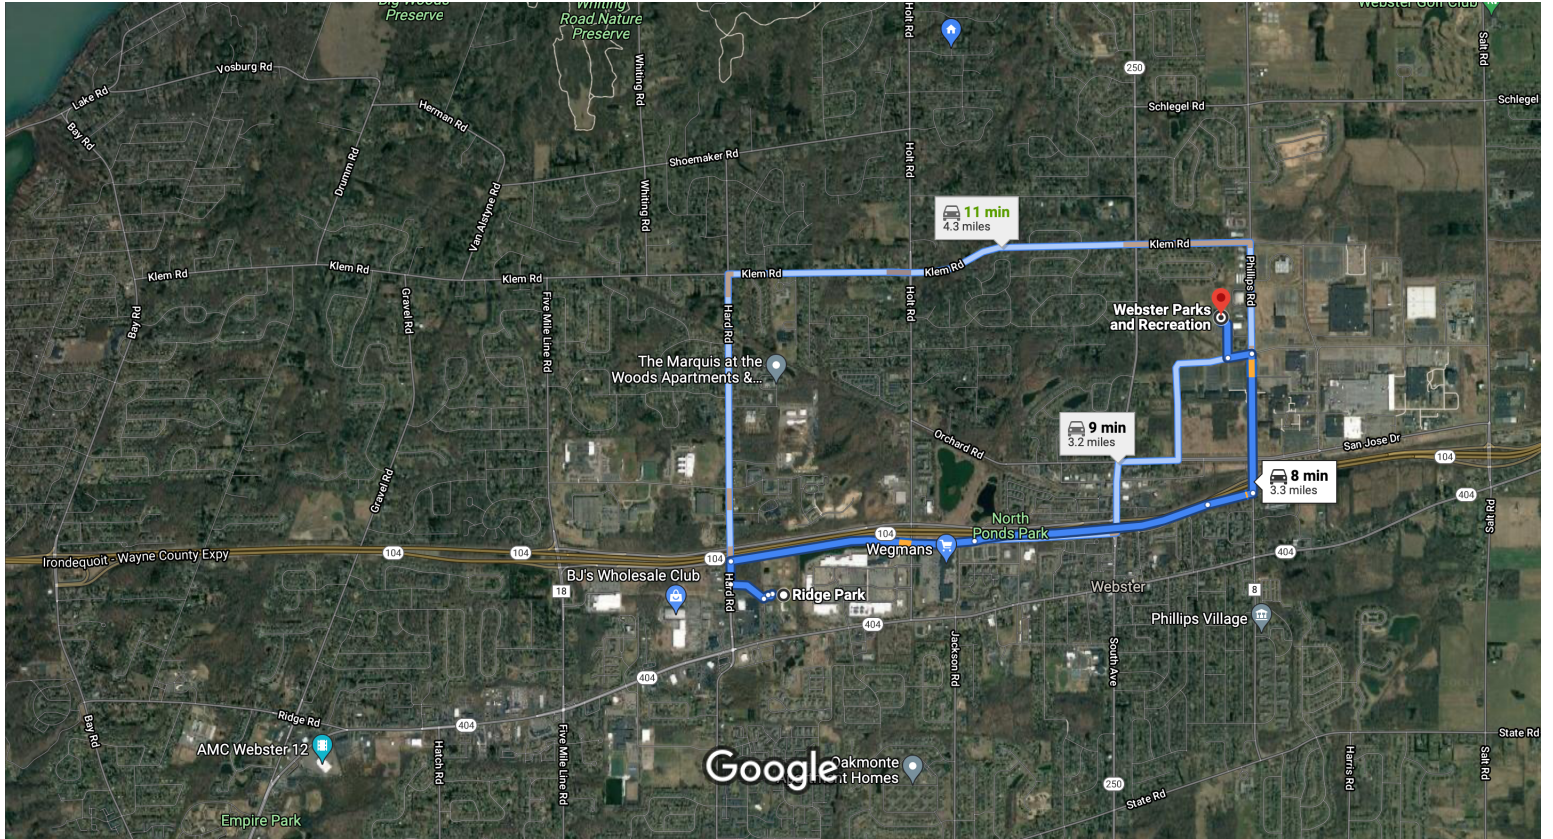 Big Woods
Preserve
Whiting
Road Nature
Preserve
Holt Rd
Webster Golf Club
Salt Rd
Vosburg Rd
Whiting Rd
250
Lake Rd
Herman Rd
Schlegel Rd
Schlegel
Bay Rd
Drumm Rd
Shoemaker Rd
Holt Rd
Van Alstyne Rd
Whiting Rd
11 min
4.3 miles
Klem Rd
Klem Rd
Klem Rd
Klem Rd
Klem Rd
Klem Rd
Phillips Rd
Bay Rd
Gravel Rd
Five Mile Line Rd
Hard Rd
Holt Rd
Webster Parks
and Recreation
The Marquis at the
Woods Apartments &...
9 min
3.2 miles
Orchard Rd
San Jose Dr
104
Gravel Rd
8 min
3.3 miles
404
Salt Rd
North
Ponds Park
104
Irondequoit - Wayne County Expy
104
104
104
Wegmans
404
BJ's Wholesale Club
18
Hard Rd
Ridge Park
Webster
8
Phillips Village
404
Jackson Rd
South Ave
404
Ridge Rd
Bay Rd
404
AMC Webster 12
Hatch Rd
Five Mile Line Rd
Google
Oakmonte
nt Homes
250
State Rd
State Rd
Harris Rd
Salt Rd
Empire Park